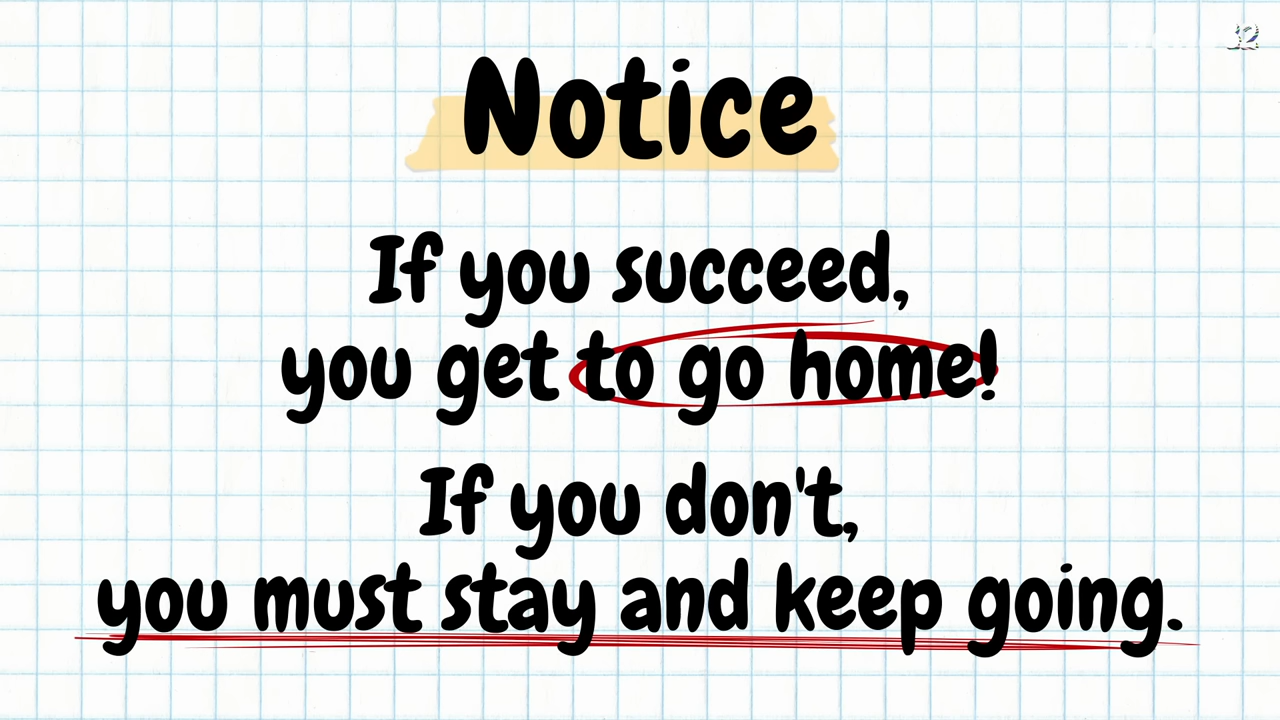 Notice
If you succeed,
you get to go home!
If you don't,
you must stay and keep going.